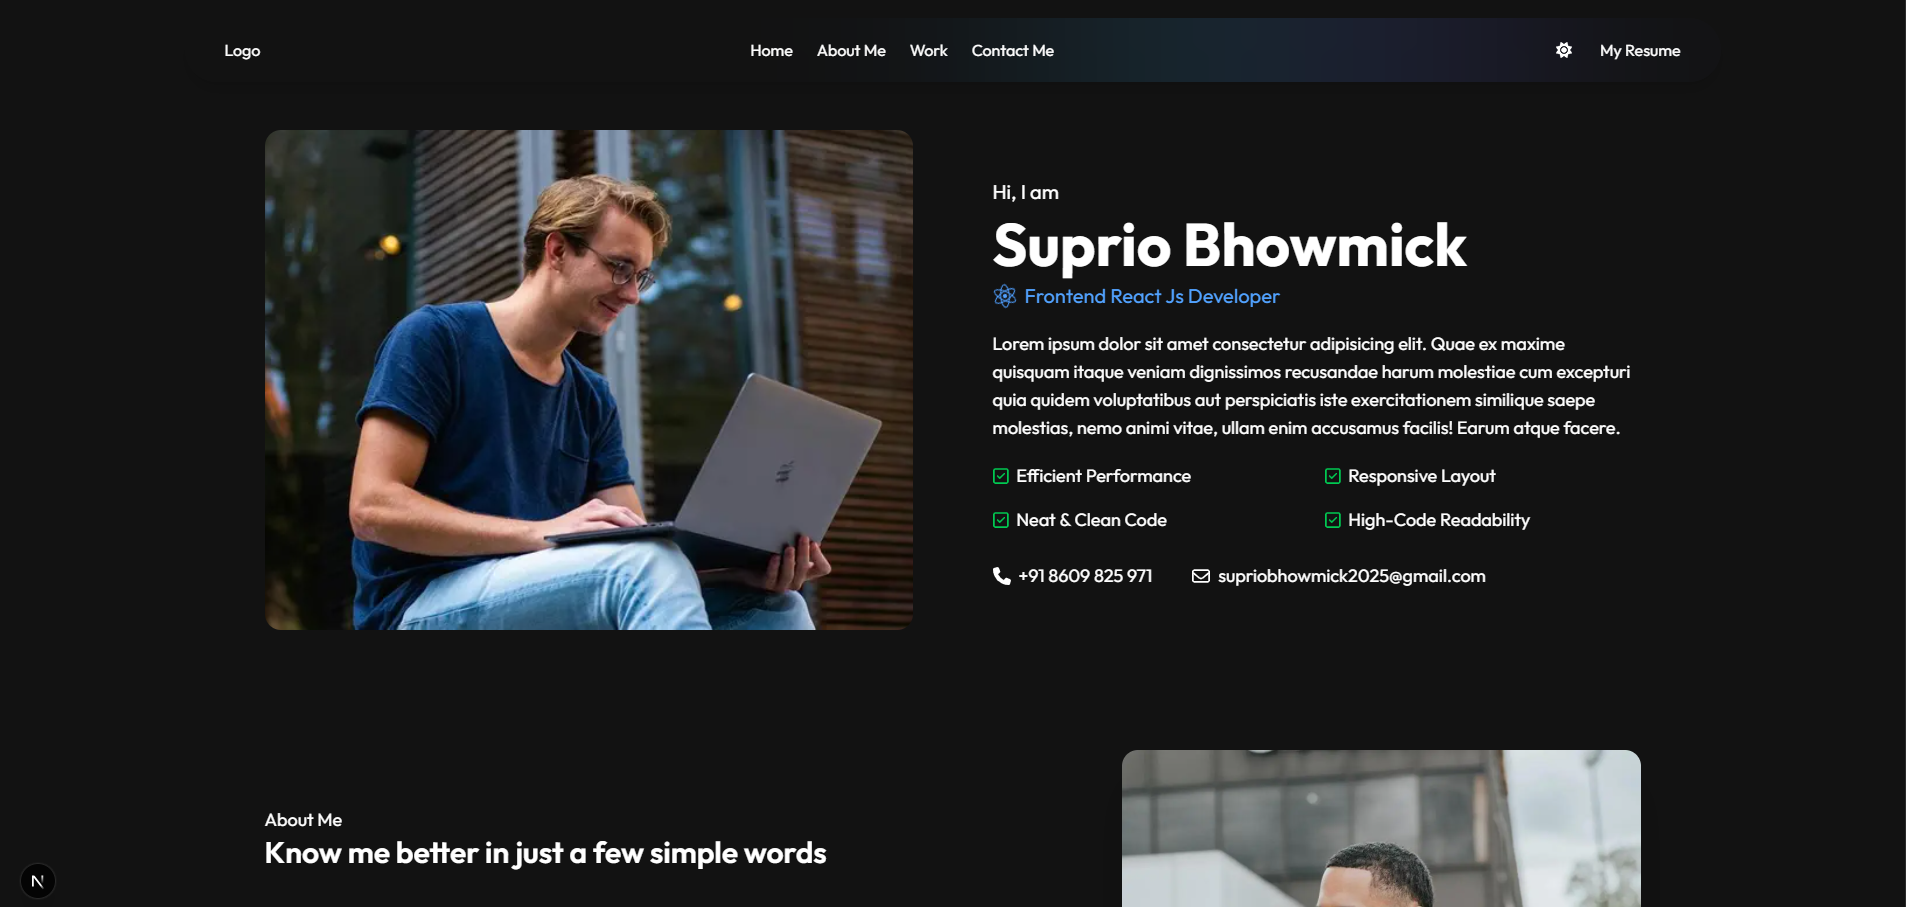 Logo
Home About Me Work Contact Me
My Resume
Hi, I am
Suprio Bhowmick
Frontend React Js Developer
Lorem ipsum dolor sit amet consectetur adipisicing elit. Quae ex maxime
quisquam itaque veniam dignissimos recusandae harum molestiae cum excepturi
quia quidem voluptatibus aut perspiciatis iste exercitationem similique saepe
molestias, nemo animi vitae, ullam enim accusamus facilis! Earum atque facere.
Efficient Performance
Responsive Layout
Neat & Clean Code
High-Code Readability
+91 8609 825 971
supriobhowmick2025@gmail.com
About Me
Know me better in just a few simple words
N